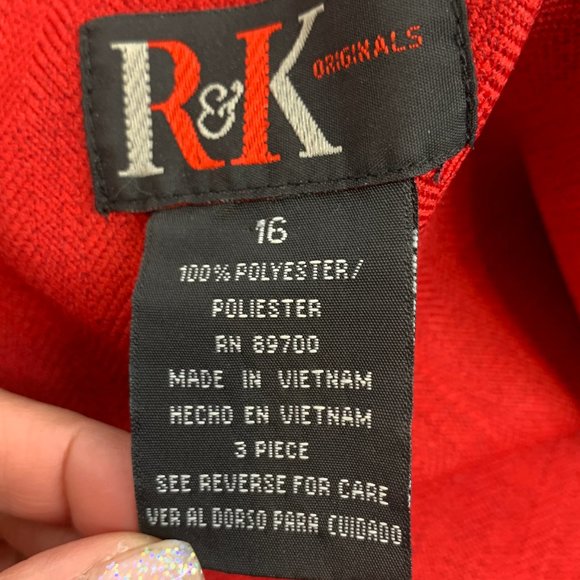 R&K ORIGINALS
16
100% POLYESTER/
POLIESTER
RN 89700
MADE IN VIETNAM
HECHO EN VIETNAM
3 PIECE
SEE REVERSE FOR CARE
VER AL DORSO PARA CUIDADO